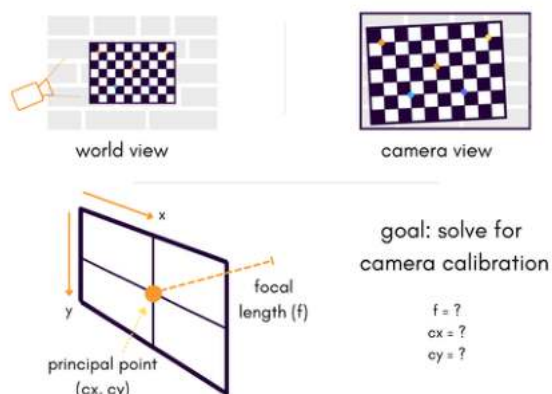 world view
camera view
x
y
focal
length (f)
principal point
(cx, cy)
goal: solve for
camera calibration
f = ?
cx = ?
cy = ?